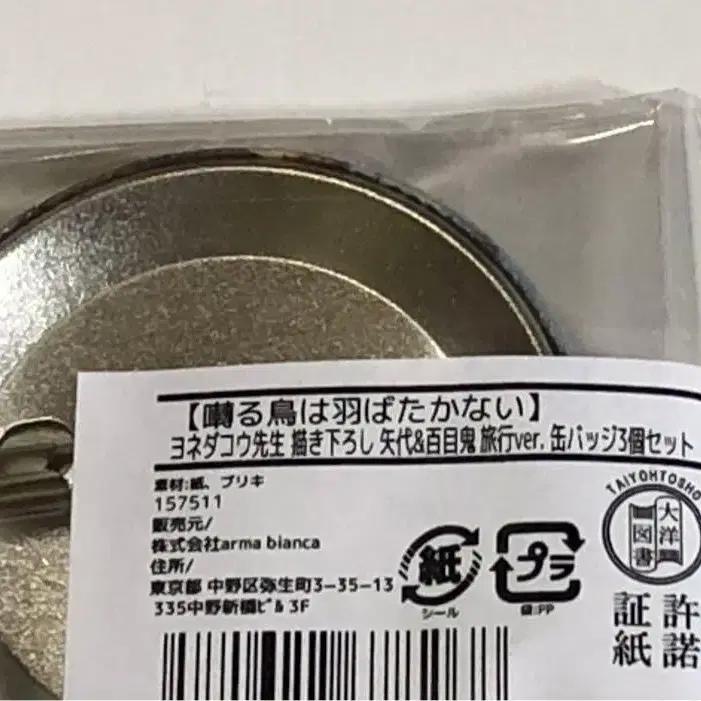 【囀る鳥は羽ばたかない】
ヨネダコウ先生 描き下ろし 矢代&百目鬼 旅行ver. 缶バッジ3個セット
素材:紙、ブリキ
157511
販売元/
株式会社arma bianca
住所/
東京都 中野区弥生町3-35-13
335中野新橋ビル 3F
紙
シール
プラ
袋:PP
TAIYOHTOSHO
大洋図書
許諾証紙